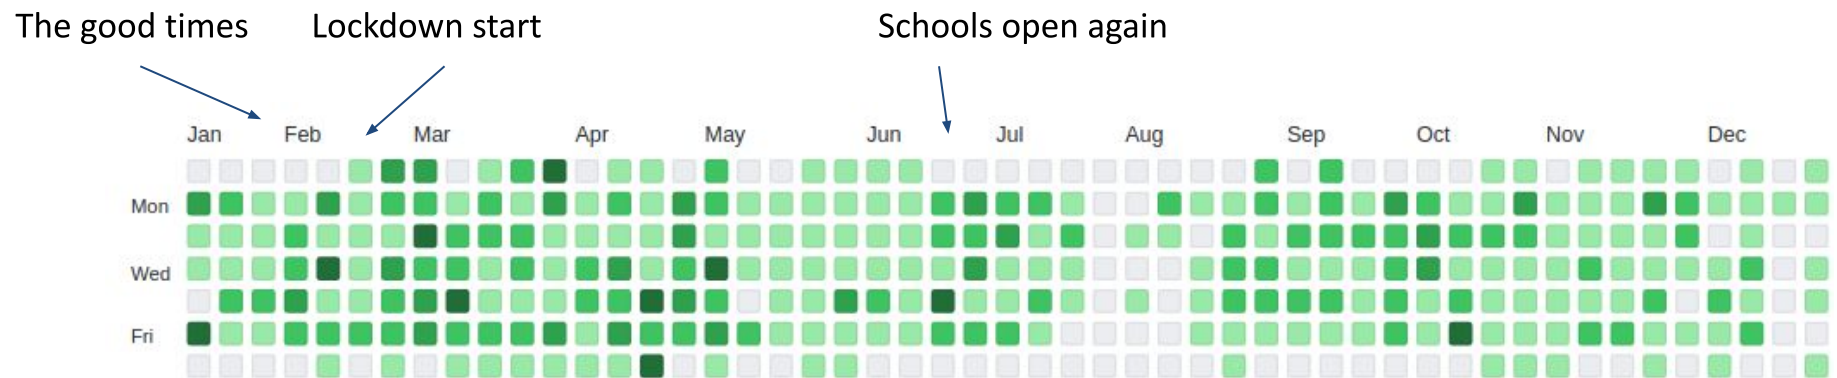 The good times Lockdown start Schools open again
Jan Feb Mar Apr May Jun Jul Aug Sep Oct Nov Dec
Mon
Wed
Fri